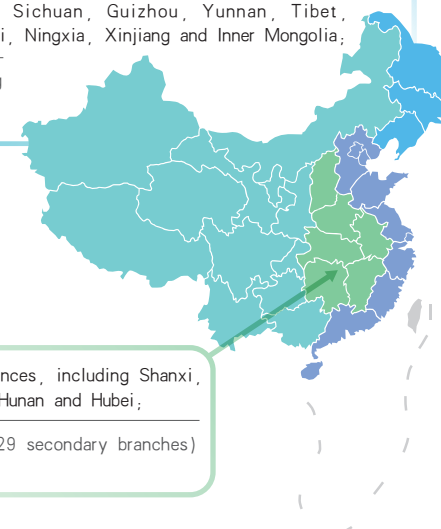 Sichuan, Guizhou, Yunnan, Tibet,
i, Ningxia, Xinjiang and Inner Mongolia;
nces, including Shanxi,
Hunan and Hubei;
29 secondary branches)